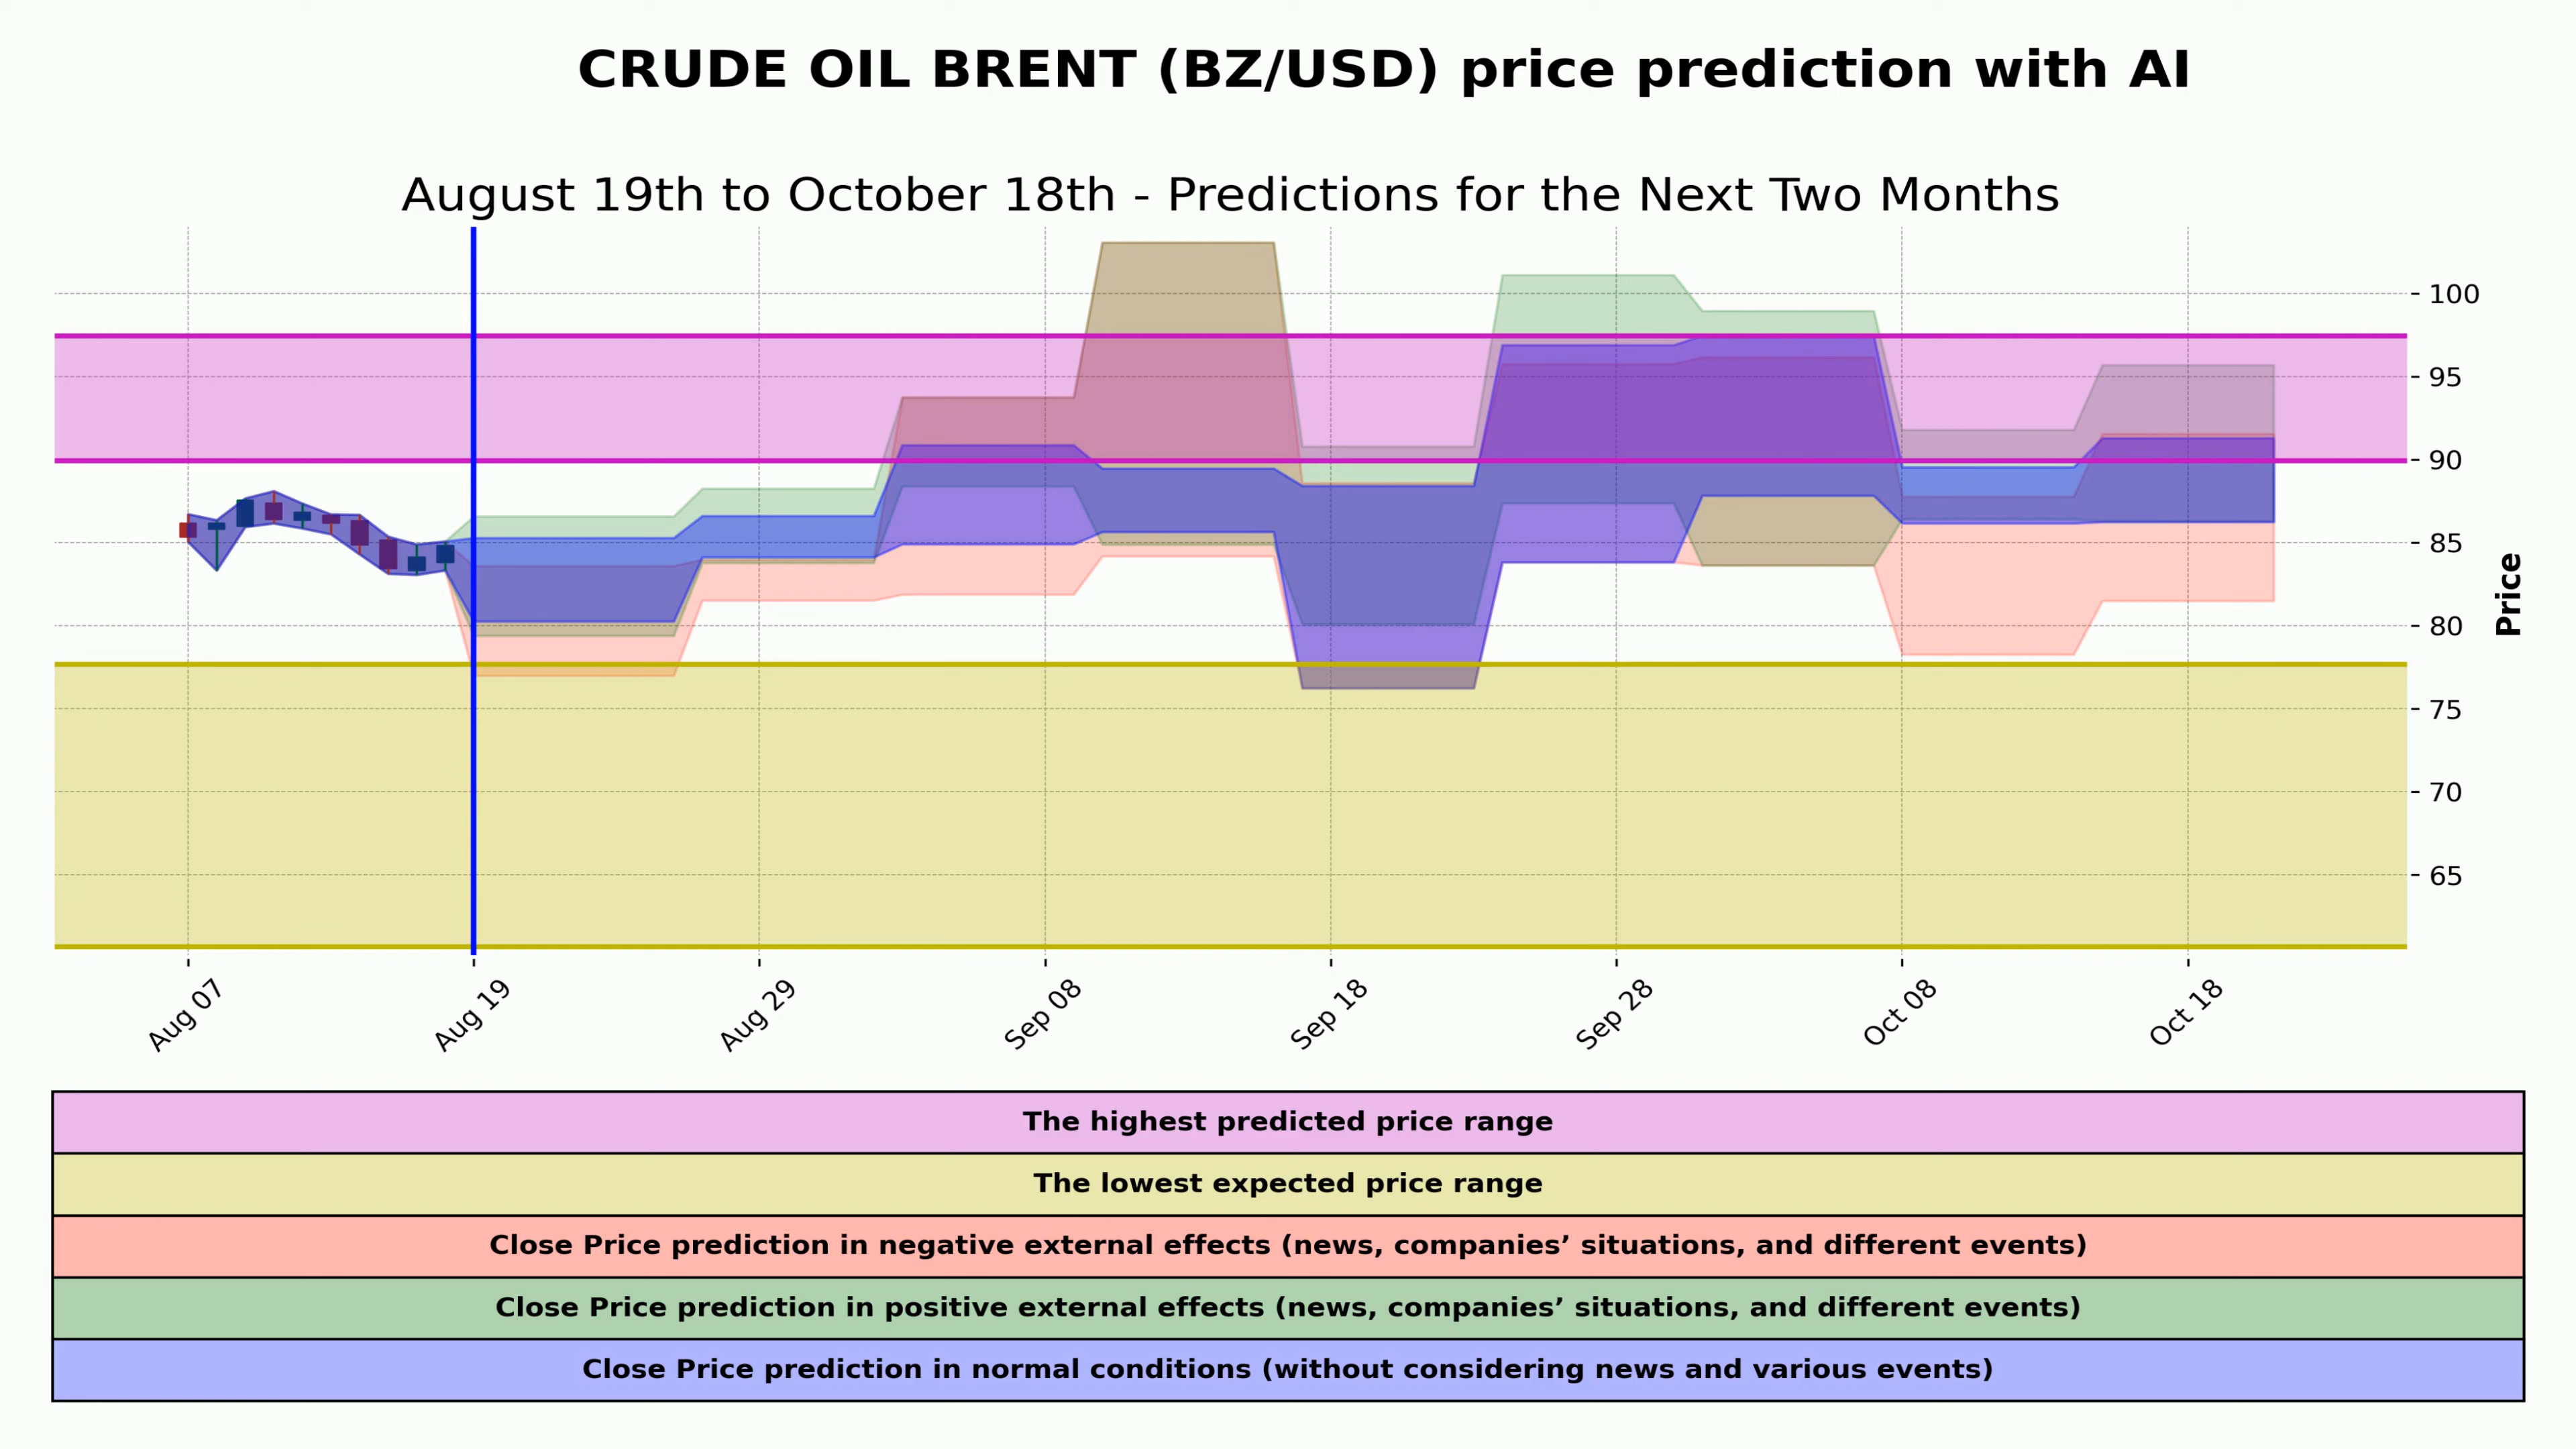 CRUDE OIL BRENT (BZ/USD) price prediction with AI
August 19th to October 18th - Predictions for the Next Two Months
100
95
90
85
80
75
70
65
Price
Aug 07
Aug 19
Aug 29
Sep 08
Sep 18
Sep 28
Oct 08
Oct 18
The highest predicted price range
The lowest expected price range
Close Price prediction in negative external effects (news, companies’ situations, and different events)
Close Price prediction in positive external effects (news, companies’ situations, and different events)
Close Price prediction in normal conditions (without considering news and various events)